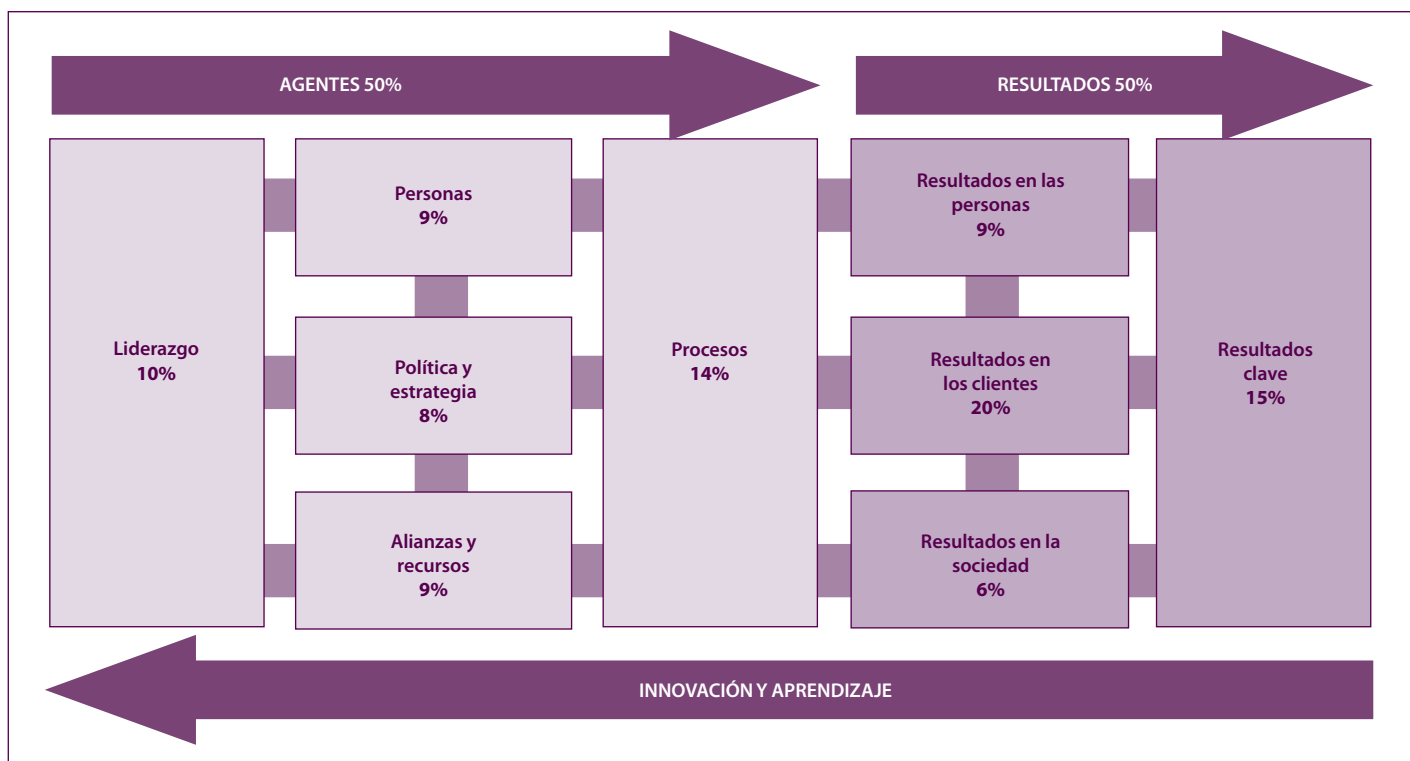 AGENTES 50%
RESULTADOS 50%
Liderazgo
10%
Personas
9%
Política y
estrategia
8%
Alianzas y
recursos
9%
Procesos
14%
Resultados en las
personas
9%
Resultados en
los clientes
20%
Resultados en la
sociedad
6%
Resultados
clave
15%
INNOVACIÓN Y APRENDIZAJE